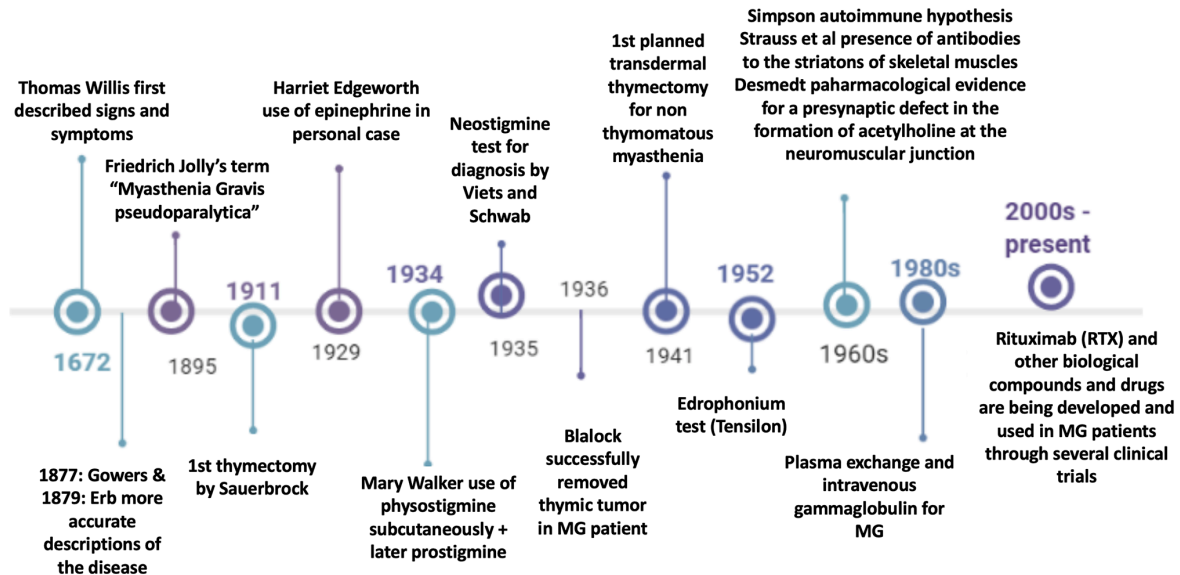 Thomas Willis first
described signs and
symptoms
1672
1877: Gowers &
1879: Erb more
accurate
descriptions of
the disease
Friedrich Jolly's term
“Myasthenia Gravis
pseudoparalytica”
1895
1911
1st thymectomy
by Sauerbrock
Harriet Edgeworth
use of epinephrine in
personal case
1929
1934
Mary Walker use of
physostigmine
subcutaneously +
later prostigmine
Neostigmine
test for
diagnosis by
Viets and
Schwab
1935
1936
Blalock
successfully
removed
thymic tumor
in MG patient
1st planned
transdermal
thymectomy
for non
thymomatous
myasthenia
1941
1952
Edrophonium
test (Tensilon)
Simpson autoimmune hypothesis
Strauss et al presence of antibodies
to the striatons of skeletal muscles
Desmedt paharmacological evidence
for a presynaptic defect in the
formation of acetylholine at the
neuromuscular junction
1960s
1980s
Plasma exchange and
intravenous
gammaglobulin for
MG
2000s -
present
Rituximab (RTX) and
other biological
compounds and drugs
are being developed and
used in MG patients
through several clinical
trials